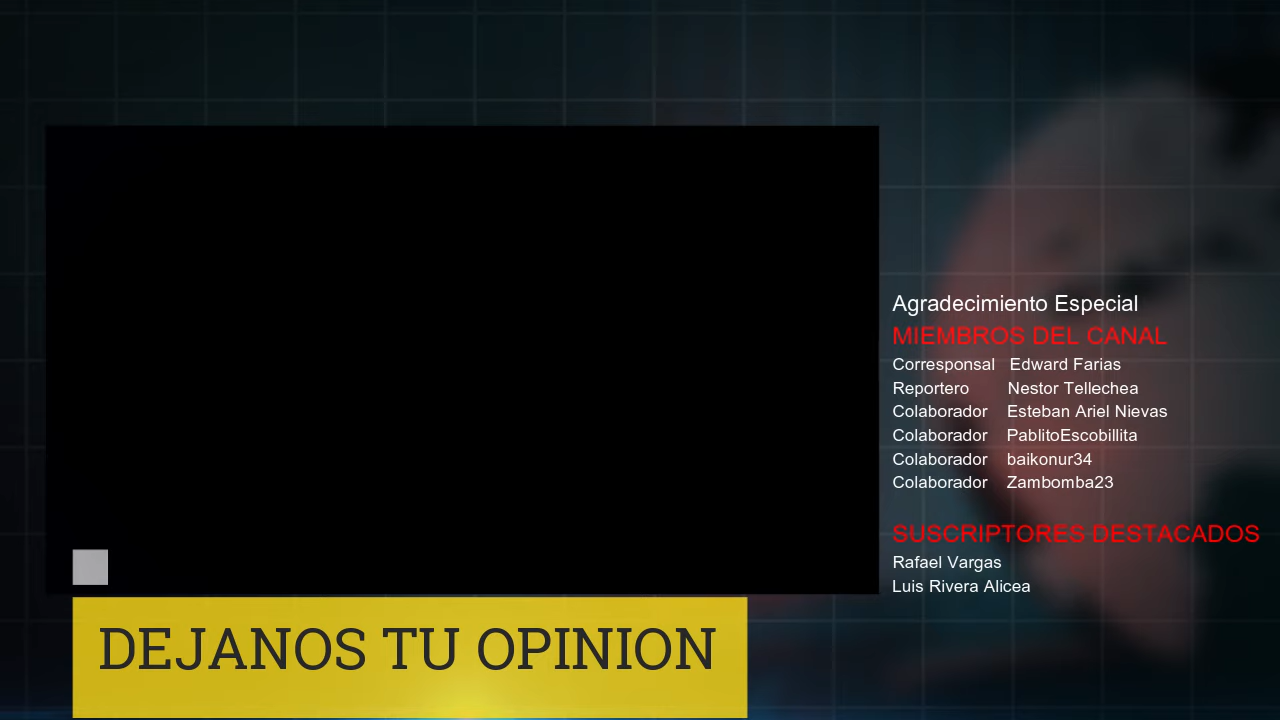 Agradecimiento Especial
MIEMBROS DEL CANAL
Corresponsal Edward Farias
Reportero Nestor Tellechea
Colaborador Esteban Ariel Nievas
Colaborador PablitoEscobillita
Colaborador baikonur34
Colaborador Zambomba23
SUSCRIPTORES DESTACADOS
Rafael Vargas
Luis Rivera Alicea
DEJANOS TU OPINION